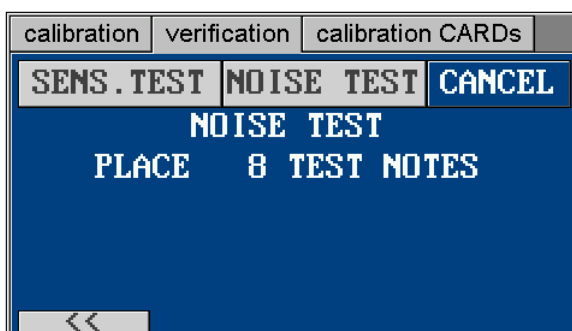 calibration verification calibration CARDs
SENS.TEST NOISE TEST CANCEL
NOISE TEST
PLACE 8 TEST NOTES
<<